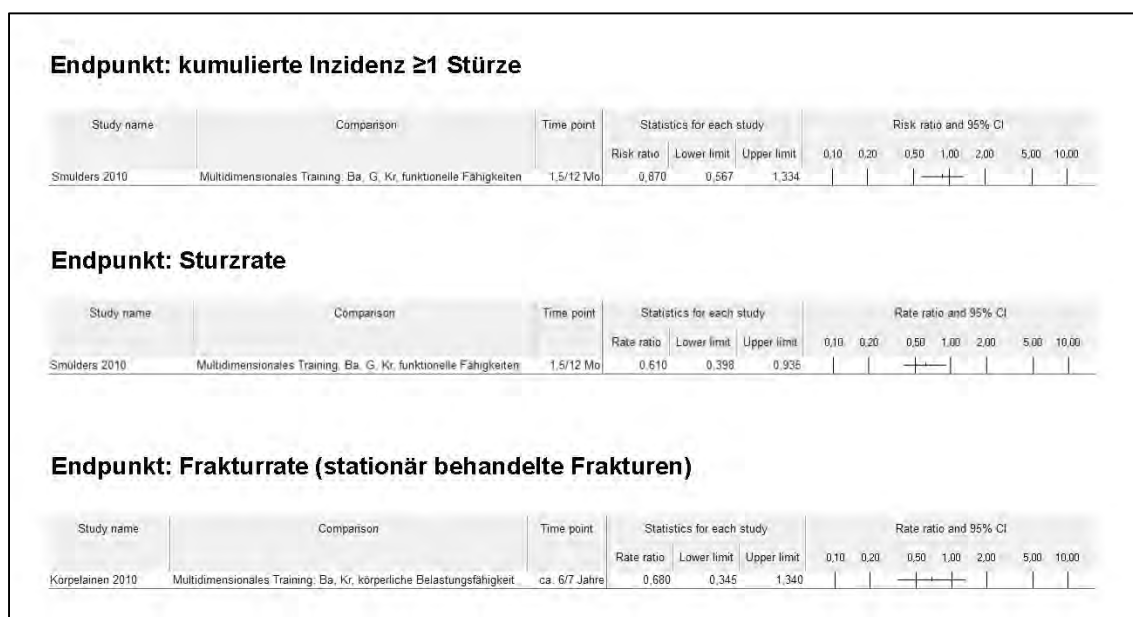 Endpunkt: kumulierte Inzidenz ≥1 Stürze
Study name Comparison Time point Statistics for each study Risk ratio and 95% CI
Risk ratio Lower limit Upper limit 0,10 0,20 0,50 1,00 2,00 5,00 10,00
Smulders 2010 Multidimensionales Training: Ba, G, Kr, funktionelle Fähigkeiten 1,5/12 Mo 0,870 0,567 1,334
Endpunkt: Sturzrate
Study name Comparison Time point Statistics for each study Rate ratio and 95% CI
Rate ratio Lower limit Upper limit 0,10 0,20 0,50 1,00 2,00 5,00 10,00
Smulders 2010 Multidimensionales Training: Ba, G, Kr, funktionelle Fähigkeiten 1,5/12 Mo 0,610 0,398 0,935
Endpunkt: Frakturrate (stationär behandelte Frakturen)
Study name Comparison Time point Statistics for each study Rate ratio and 95% CI
Rate ratio Lower limit Upper limit 0,10 0,20 0,50 1,00 2,00 5,00 10,00
Korpelainen 2010 Multidimensionales Training: Ba, Kr, körperliche Belastungsfähigkeit ca. 6/7 Jahre 0,680 0,345 1,340